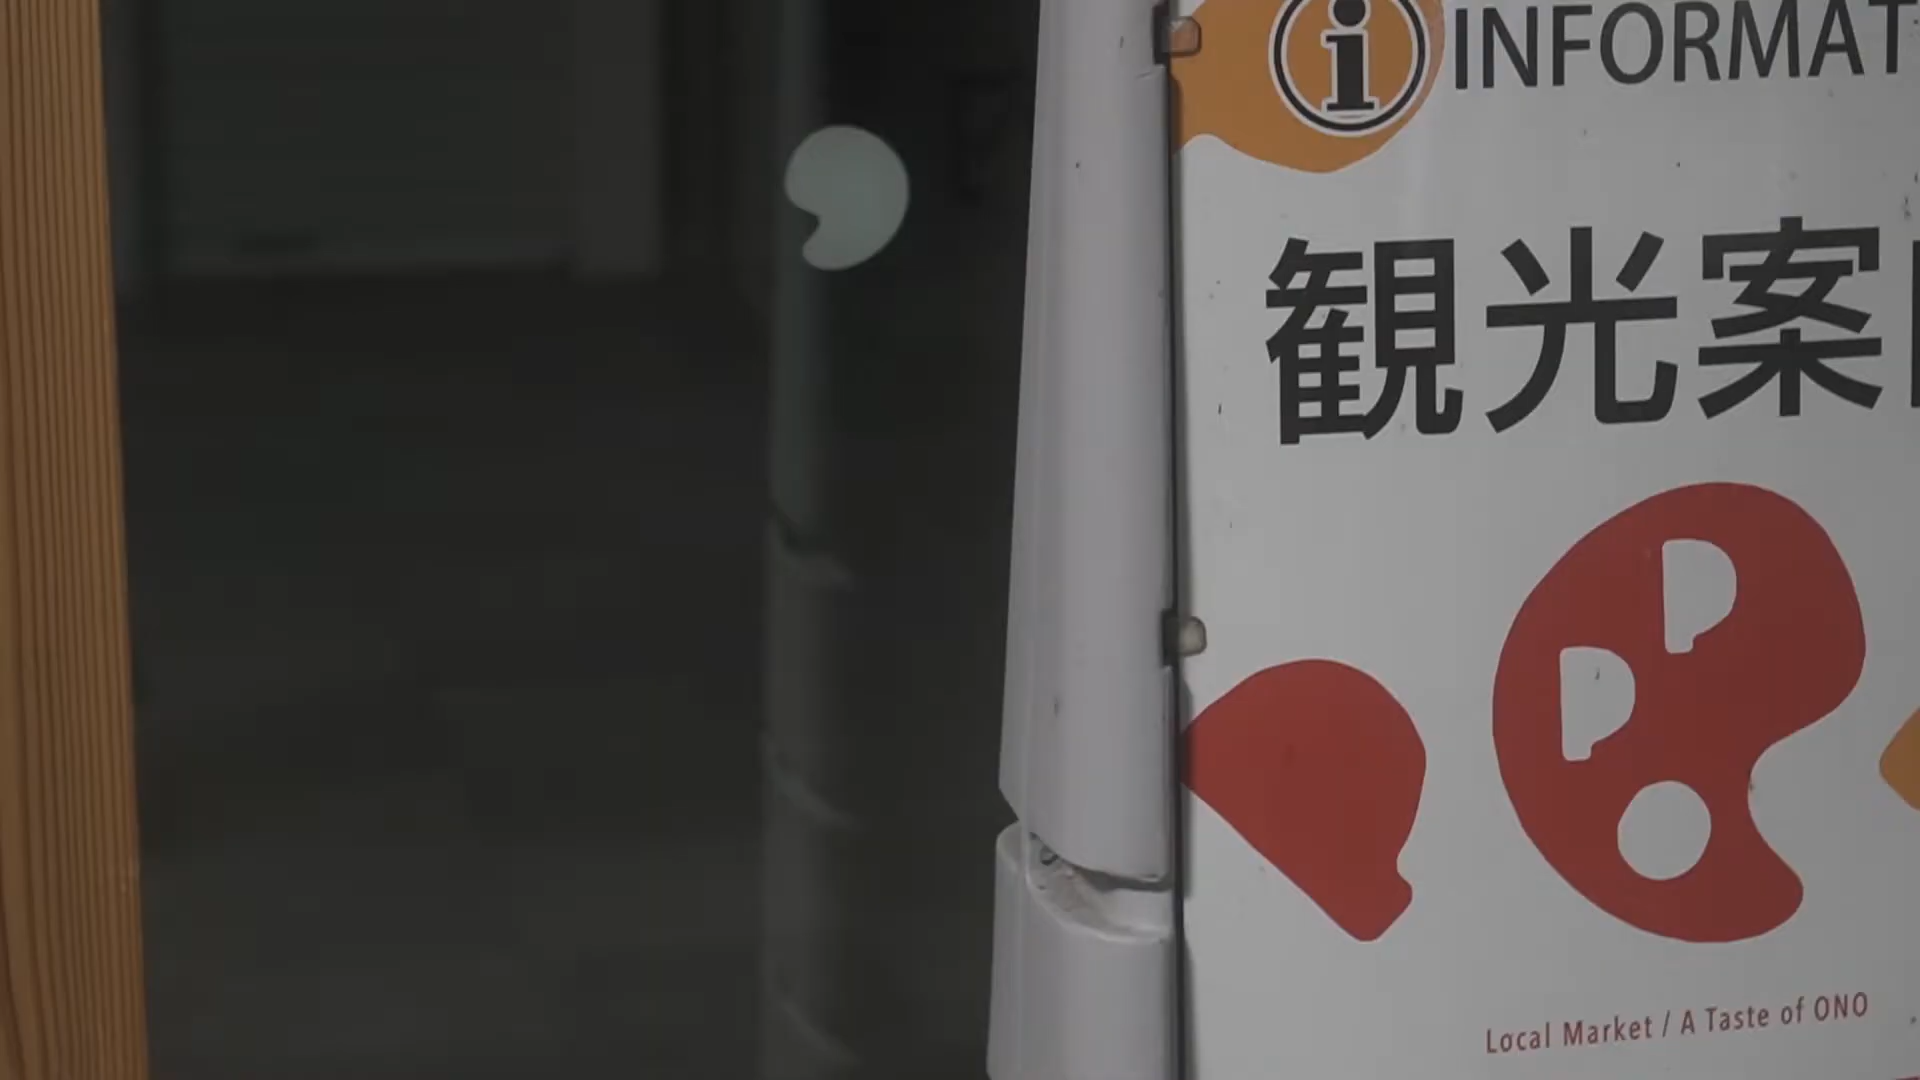 i INFORMAT
観光案
Local Market / A Taste of ONO